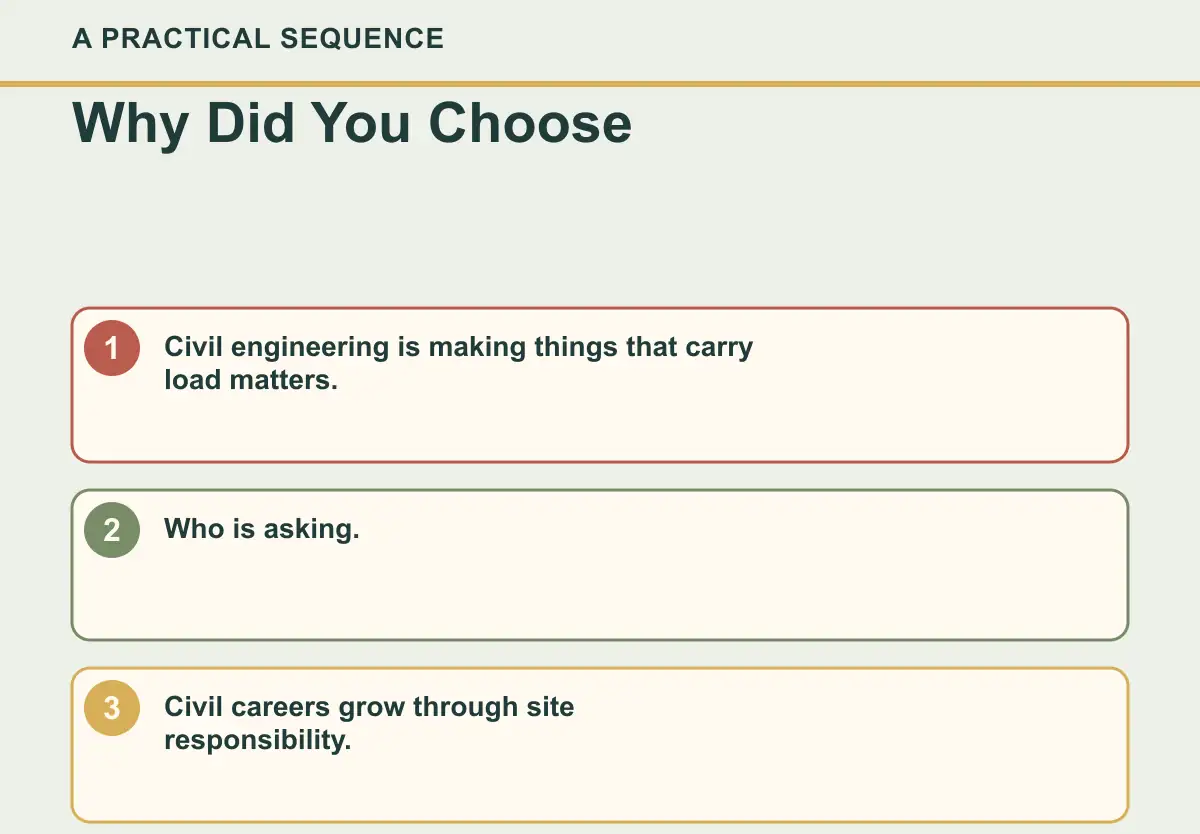 A PRACTICAL SEQUENCE
Why Did You Choose
1
Civil engineering is making things that carry
load matters.
2
Who is asking.
3
Civil careers grow through site
responsibility.